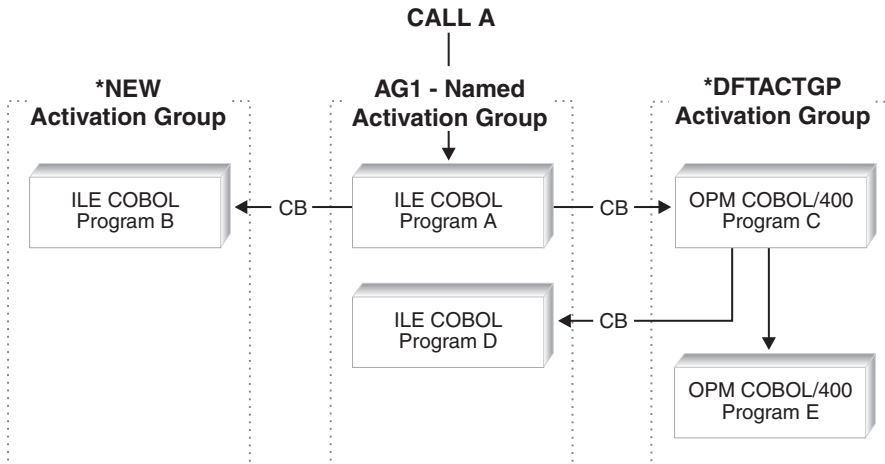 CALL A
*NEW
Activation Group
AG1 - Named
Activation Group
*DFTACTGP
Activation Group
ILE COBOL
Program B
CB
ILE COBOL
Program A
CB
OPM COBOL/400
Program C
ILE COBOL
Program D
CB
OPM COBOL/400
Program E